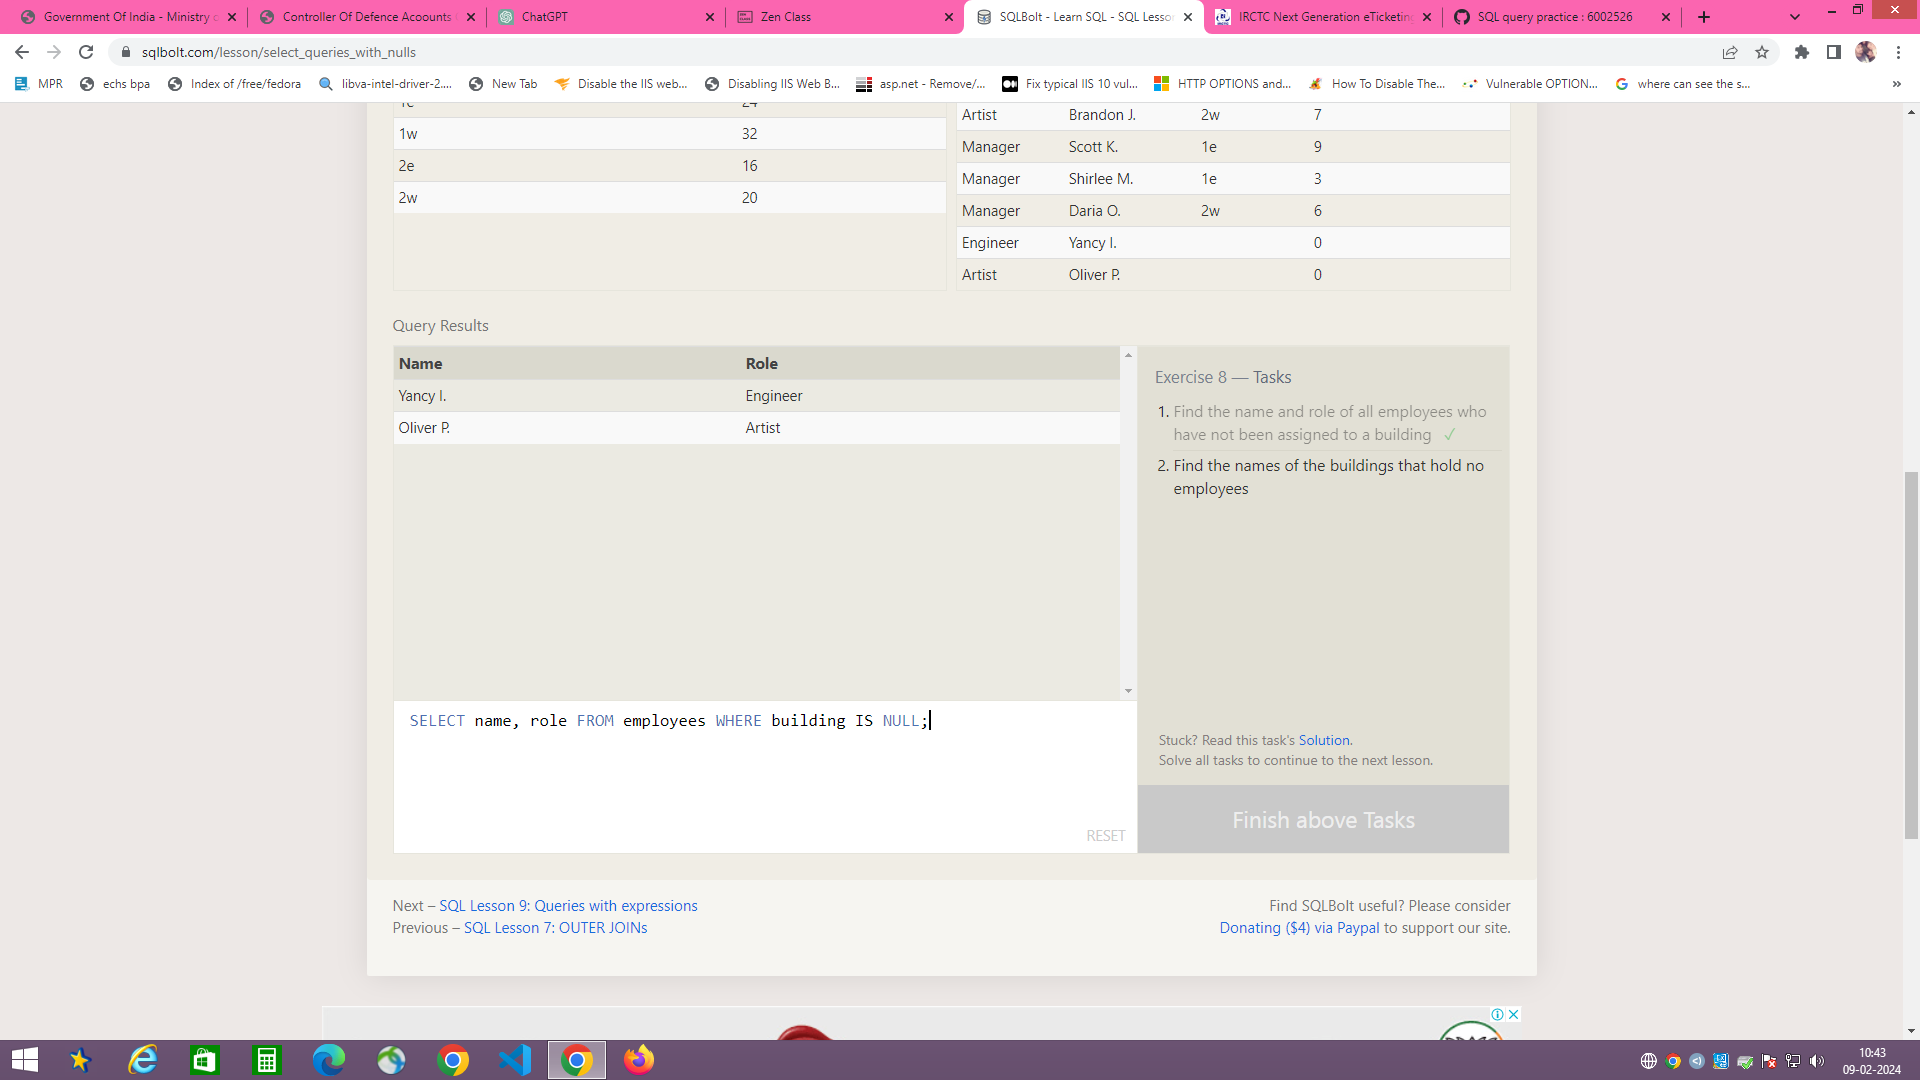 Government Of India - Ministry o
Controller Of Defence Acoounts
ChatGPT
Zen Class
SQLBolt - Learn SQL - SQL Lesso
IRCTC Next Generation eTicketin
SQL query practice : 6002526
sqlbolt.com/lesson/select_queries_with_nulls
MPR
echs bpa
Index of /free/fedora
libva-intel-driver-2....
New Tab
Disable the IIS web...
Disabling IIS Web B...
asp.net - Remove/...
Fix typical IIS 10 vul...
HTTP OPTIONS and...
How To Disable The...
Vulnerable OPTION...
where can see the s...
»
1e 24
1w 32
2e 16
2w 20
Artist Brandon J. 2w 7
Manager Scott K. 1e 9
Manager Shirlee M. 1e 3
Manager Daria O. 2w 6
Engineer Yancy I. 0
Artist Oliver P. 0
Query Results
Name Role
Yancy I. Engineer
Oliver P. Artist
Exercise 8 — Tasks
1. Find the name and role of all employees who
have not been assigned to a building ✓
2. Find the names of the buildings that hold no
employees
SELECT name, role FROM employees WHERE building IS NULL;
RESET
Stuck? Read this task's Solution.
Solve all tasks to continue to the next lesson.
Finish above Tasks
Next – SQL Lesson 9: Queries with expressions
Previous – SQL Lesson 7: OUTER JOINs
Find SQLBolt useful? Please consider
Donating ($4) via Paypal to support our site.
10:43
09-02-2024